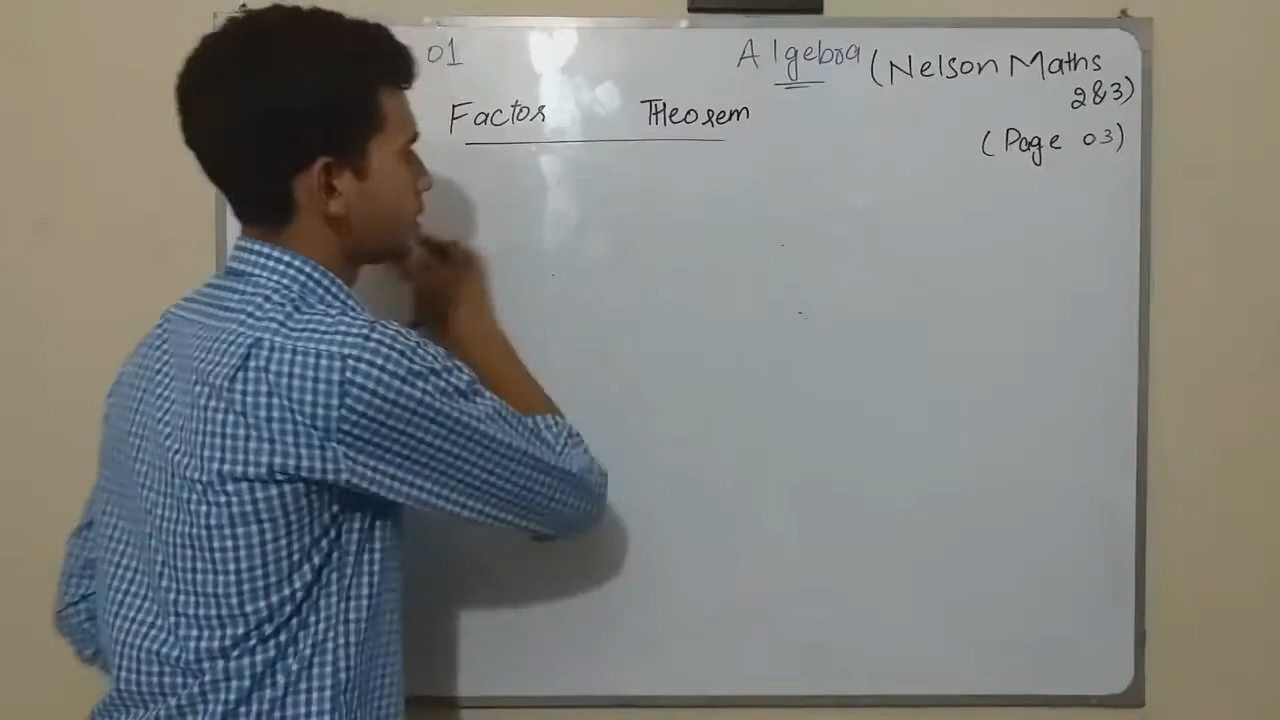 01 Algebra (Nelson Maths
2&3)
Factor Theorem
(Page 03)